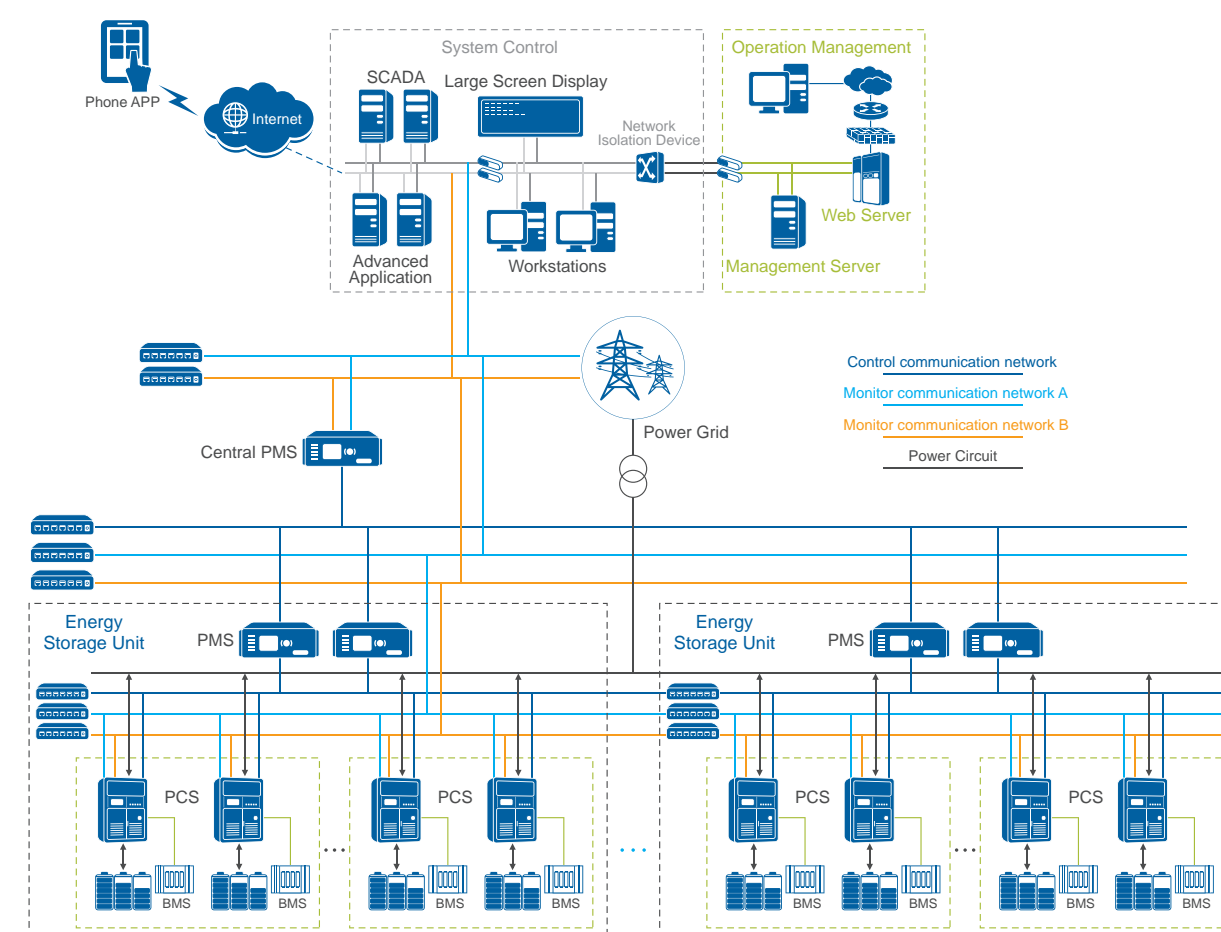 System Control
Operation Management
SCADA
Large Screen Display
Phone APP
Internet
Network
Isolation Device
Web Server
Advanced
Application
Workstations
Management Server
Control communication network
Monitor communication network A
Monitor communication network B
Power Circuit
Power Grid
Central PMS
Energy
Storage Unit
PMS
Energy
Storage Unit
PMS
PCS
PCS
PCS
PCS
BMS
BMS
BMS
BMS
BMS
BMS
BMS
BMS